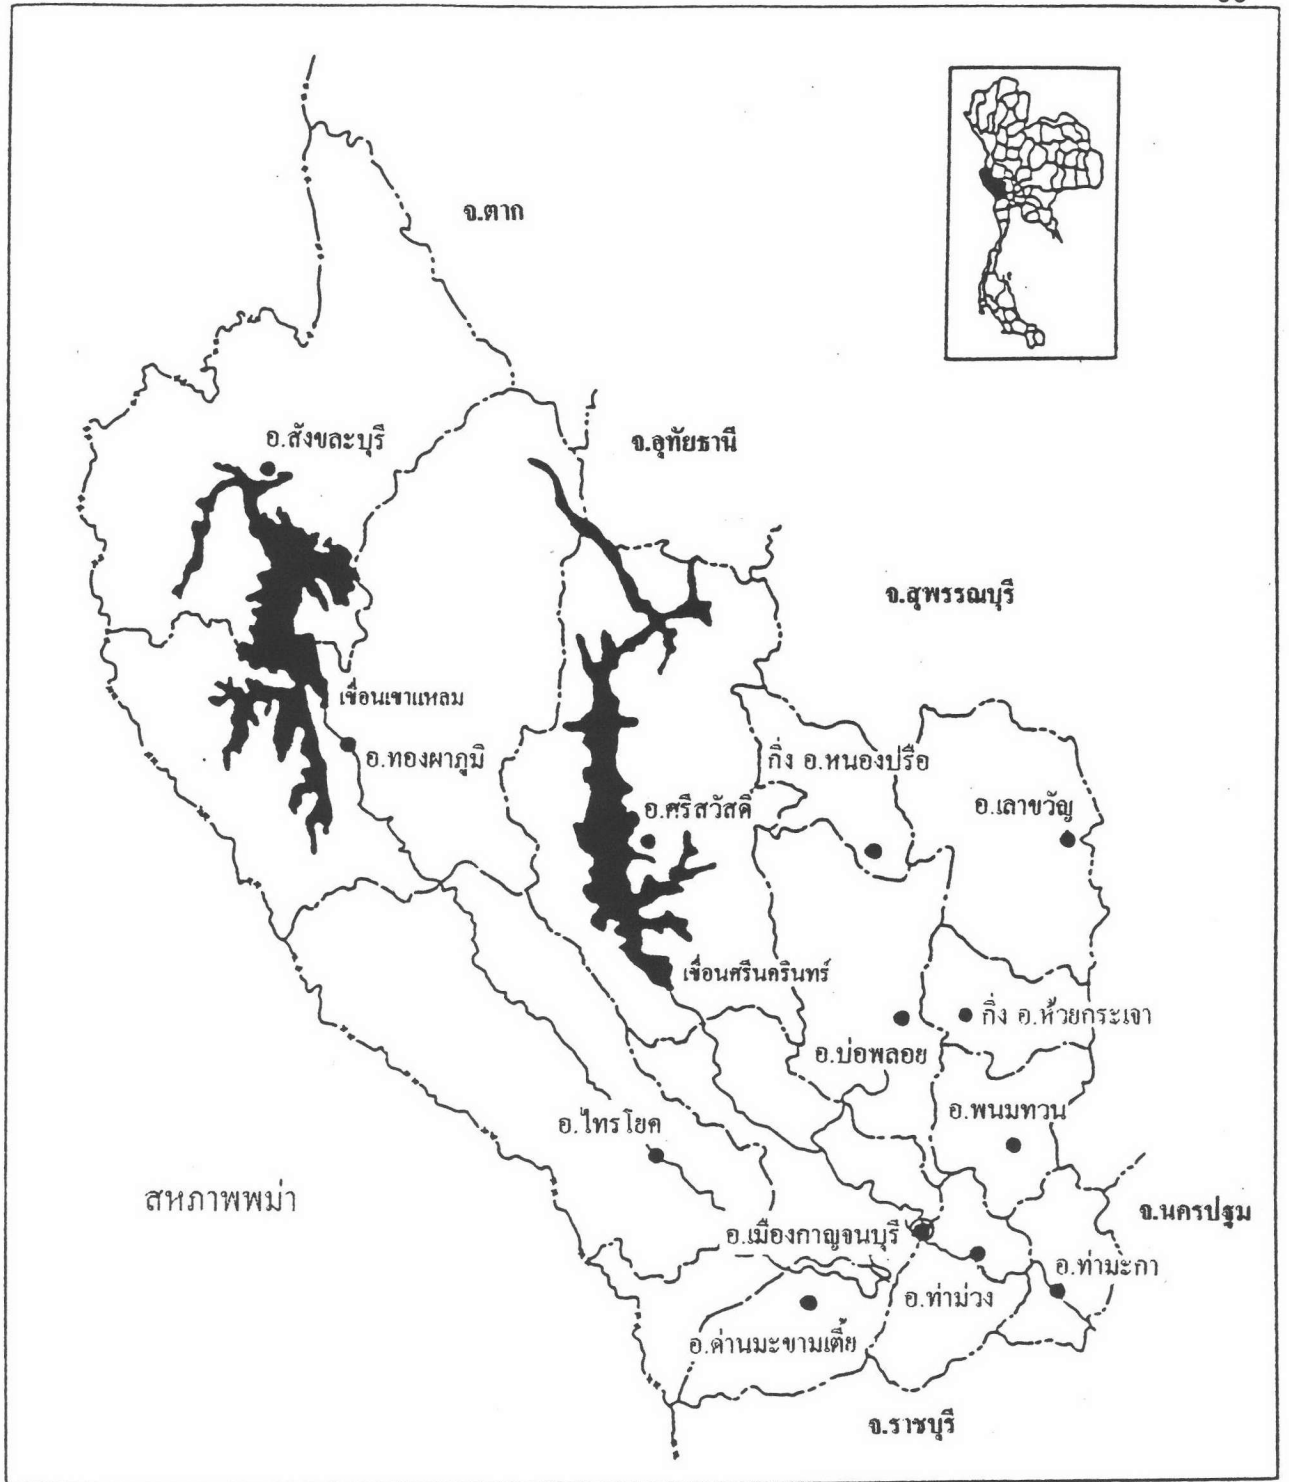 จ.ตาก
อ.สังขละบุรี
จ.อุทัยธานี
จ.สุพรรณบุรี
เขื่อนเขาแหลม
อ.ทองผาภูมิ
กิ่ง อ.หนองปรือ
อ.ศรีสวัสดิ์
อ.เลาขวัญ
เขื่อนศรีนครินทร์
กิ่ง อ.ห้วยกระเจา
อ.บ่อพลอย
อ.พนมทวน
อ.ไทรโยค
สหภาพพม่า
จ.นครปฐม
อ.เมืองกาญจนบุรี
อ.ท่ามะกา
อ.ท่าม่วง
อ.ด่านมะขามเตี้ย
จ.ราชบุรี